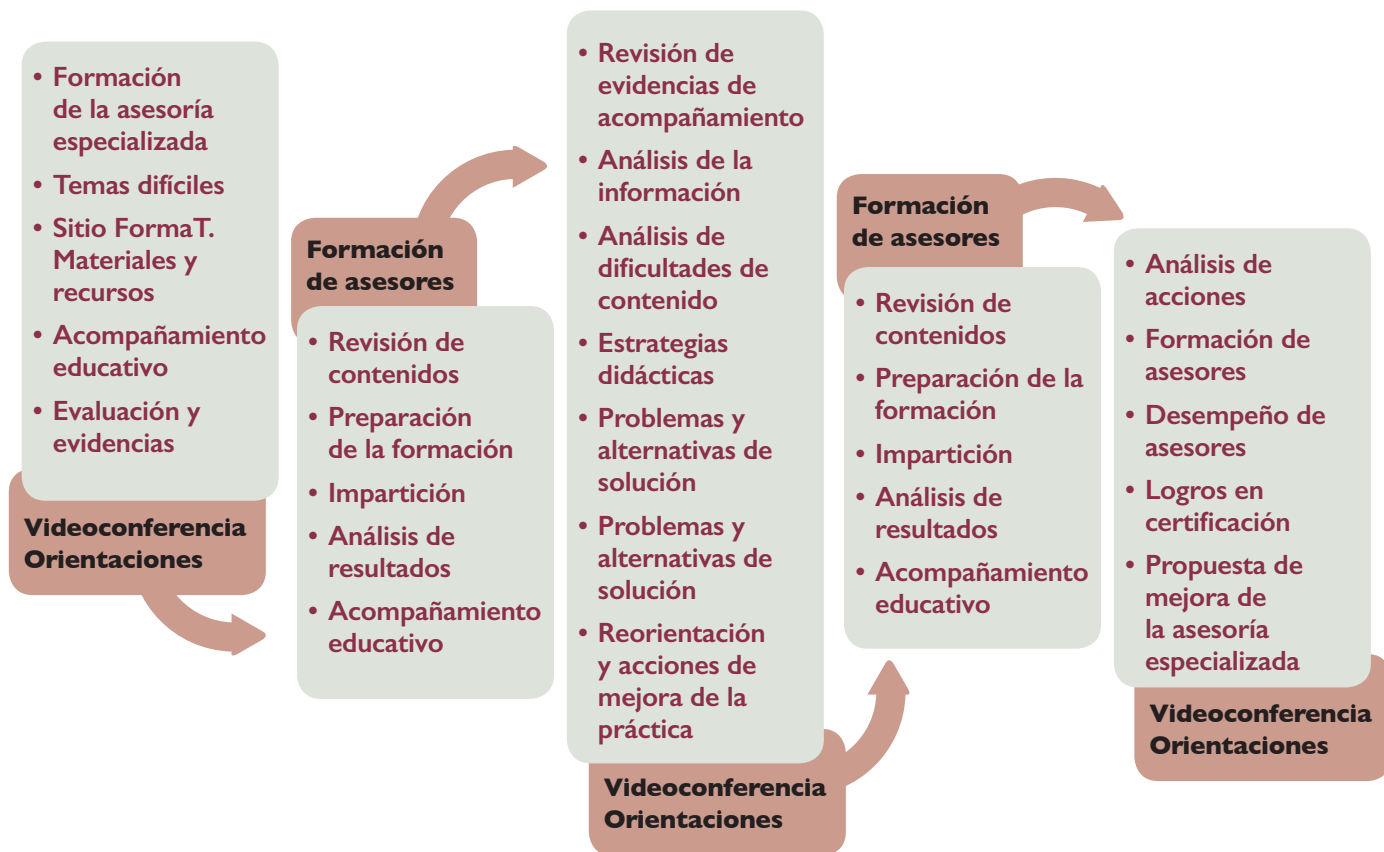 • Formación
de la asesoría
especializada
• Temas difíciles
• Sitio FormaT.
Materiales y
recursos
• Acompañamiento
educativo
• Evaluación y
evidencias
Videoconferencia
Orientaciones
Formación
de asesores
• Revisión de
contenidos
• Preparación
de la formación
• Impartición
• Análisis de
resultados
• Acompañamiento
educativo
• Revisión de
evidencias de
acompañamiento
• Análisis de la
información
• Análisis de
dificultades de
contenido
• Estrategias
didácticas
• Problemas y
alternativas de
solución
• Problemas y
alternativas de
solución
• Reorientación
y acciones de
mejora de la
práctica
Videoconferencia
Orientaciones
Formación
de asesores
• Revisión de
contenidos
• Preparación de la
formación
• Impartición
• Análisis de
resultados
• Acompañamiento
educativo
• Análisis de
acciones
• Formación de
asesores
• Desempeño de
asesores
• Logros en
certificación
• Propuesta de
mejora de
la asesoría
especializada
Videoconferencia
Orientaciones